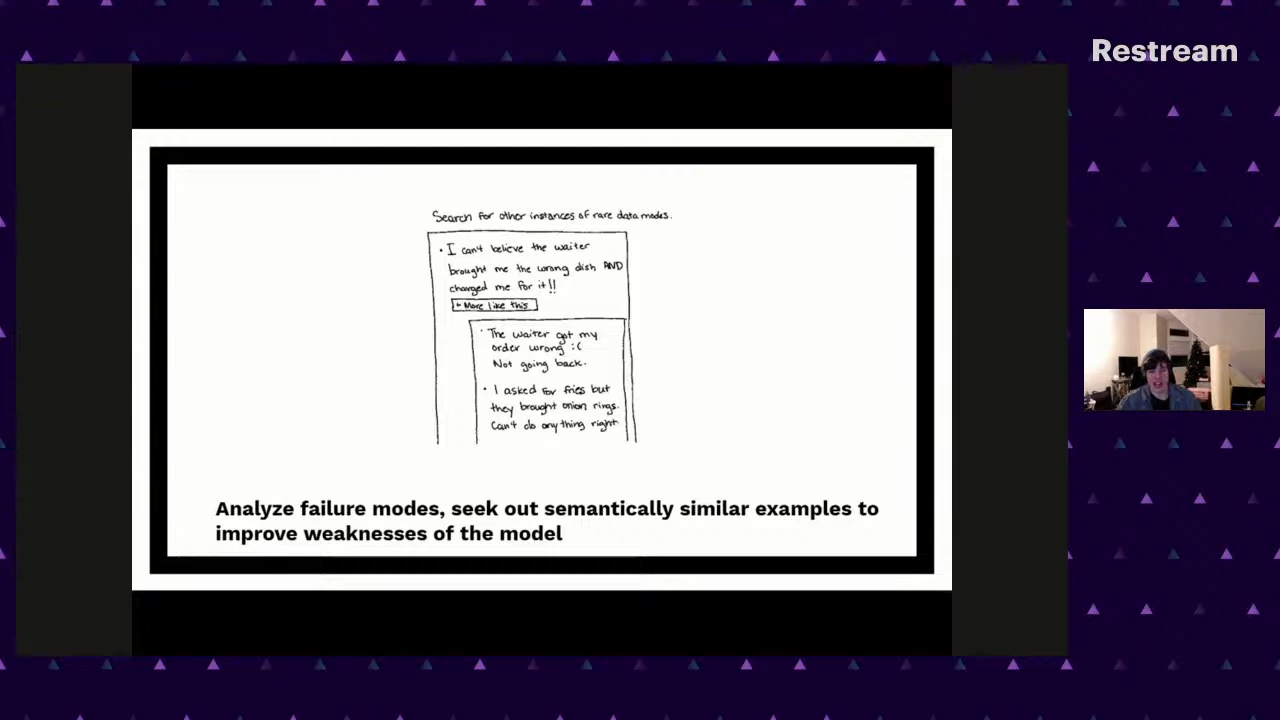 Restream
Search for other instances of rare data modes.
• I can't believe the waiter
brought me the wrong dish AND
charged me for it!!
+ More like this
• The waiter got my
order wrong :(
Not going back.
• I asked for fries but
they brought onion rings.
Can't do anything right
Analyze failure modes, seek out semantically similar examples to
improve weaknesses of the model